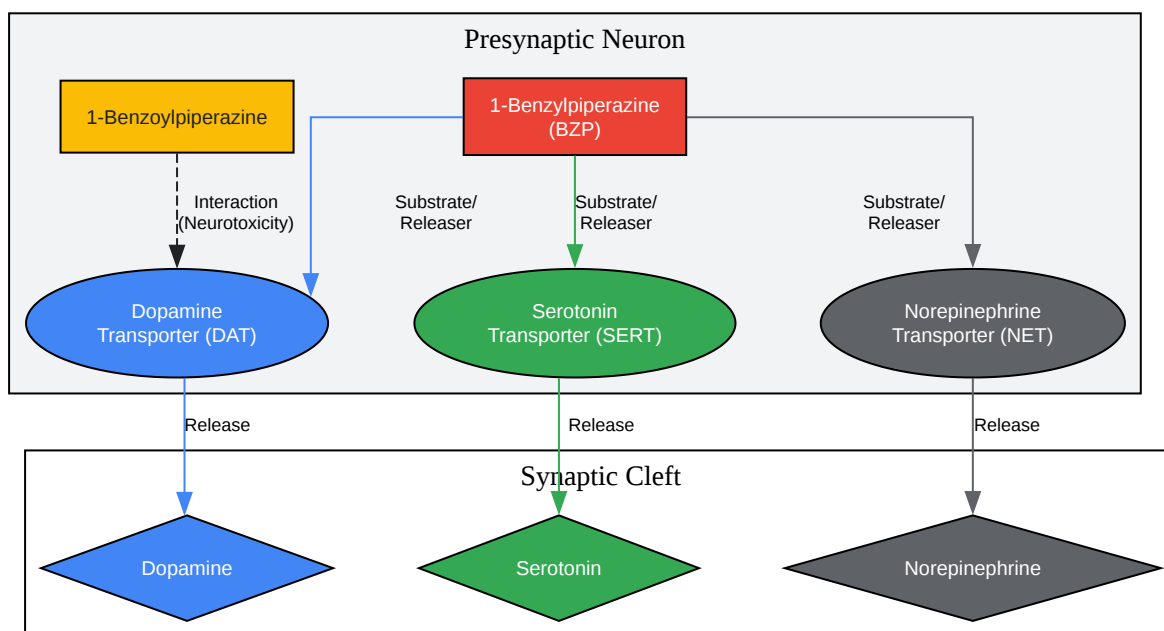 Presynaptic Neuron
1-Benzoylpiperazine
1-Benzylpiperazine
(BZP)
Interaction
(Neurotoxicity)
Substrate/
Releaser
Substrate/
Releaser
Substrate/
Releaser
Dopamine
Transporter (DAT)
Serotonin
Transporter (SERT)
Norepinephrine
Transporter (NET)
Release
Release
Release
Synaptic Cleft
Dopamine
Serotonin
Norepinephrine